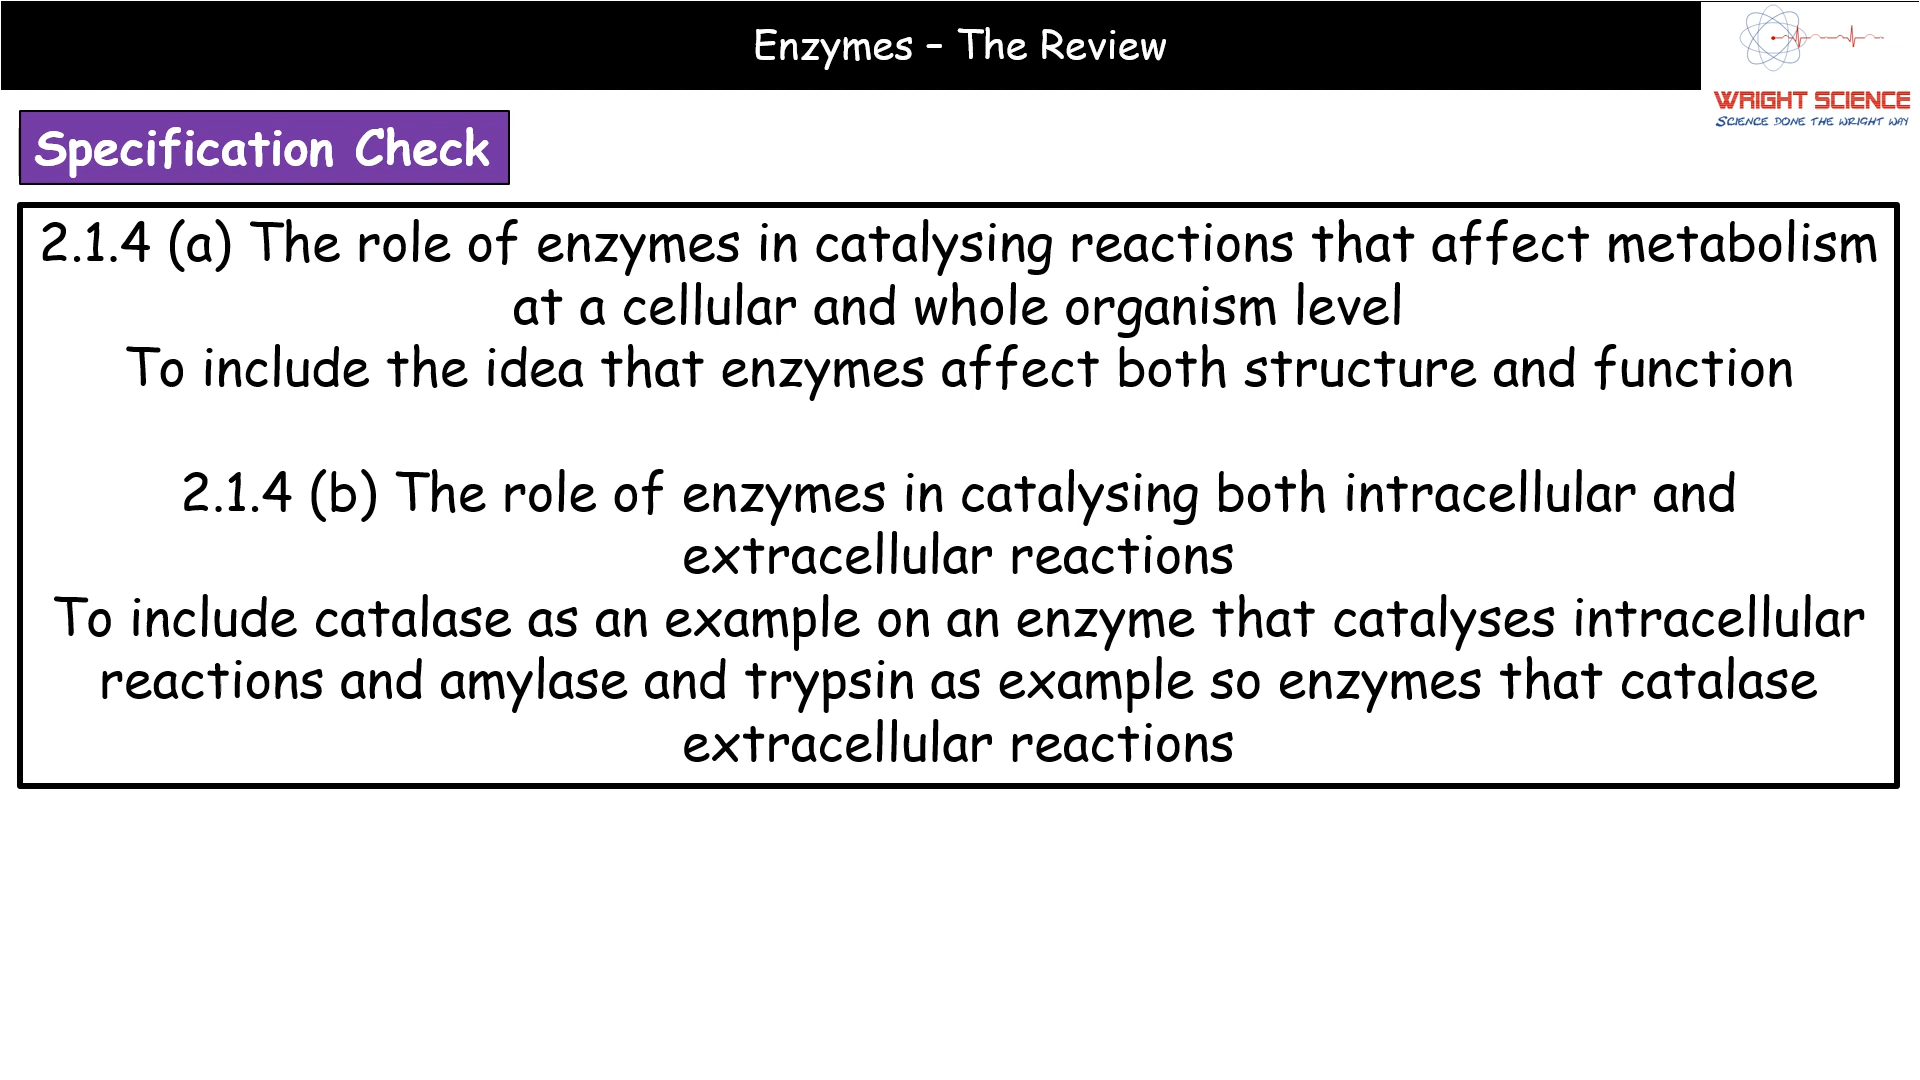 Enzymes – The Review
WRIGHT SCIENCE
SCIENCE DONE THE WRIGHT WAY
Specification Check
2.1.4 (a) The role of enzymes in catalysing reactions that affect metabolism
at a cellular and whole organism level
To include the idea that enzymes affect both structure and function
2.1.4 (b) The role of enzymes in catalysing both intracellular and
extracellular reactions
To include catalase as an example on an enzyme that catalyses intracellular
reactions and amylase and trypsin as example so enzymes that catalase
extracellular reactions